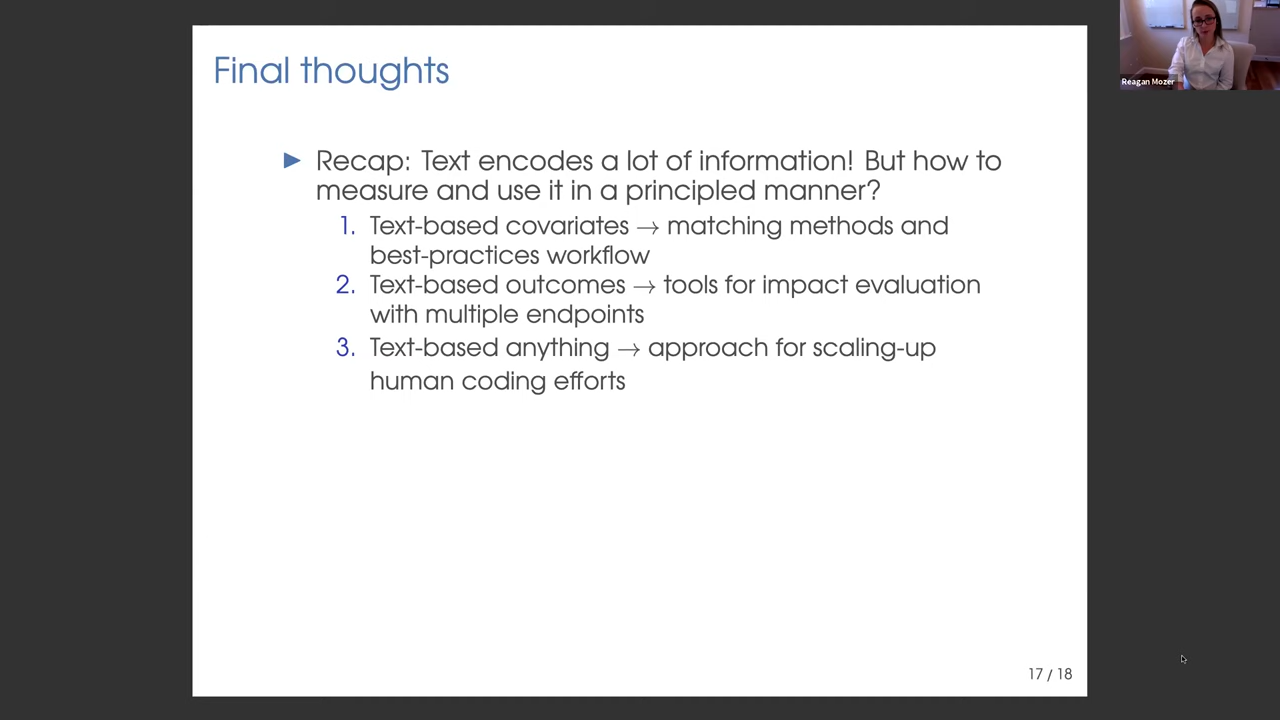 Final thoughts
▶ Recap: Text encodes a lot of information! But how to
measure and use it in a principled manner?
1. Text-based covariates → matching methods and
best-practices workflow
2. Text-based outcomes → tools for impact evaluation
with multiple endpoints
3. Text-based anything → approach for scaling-up
human coding efforts
17 / 18
Reagan Mozer